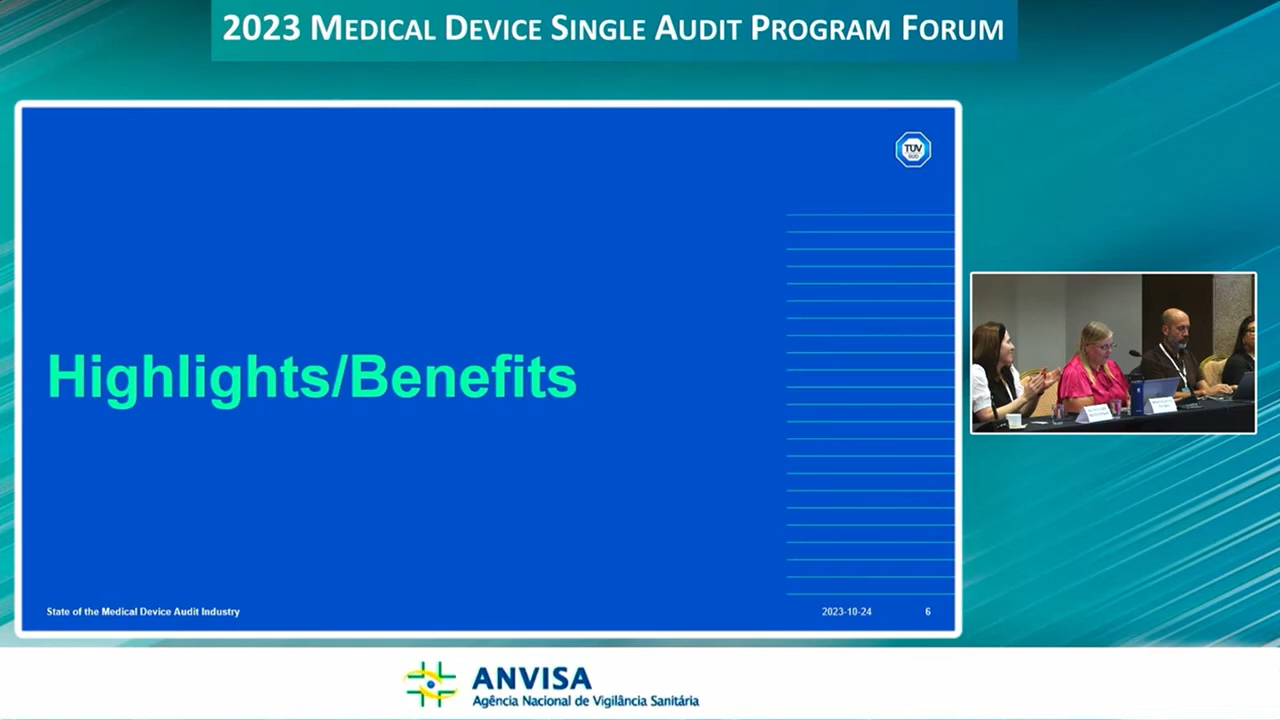 2023 MEDICAL DEVICE SINGLE AUDIT PROGRAM FORUM
TÜV
SÜD
Highlights/Benefits
State of the Medical Device Audit Industry
2023-10-24
6
ANVISA
Agência Nacional de Vigilância Sanitária